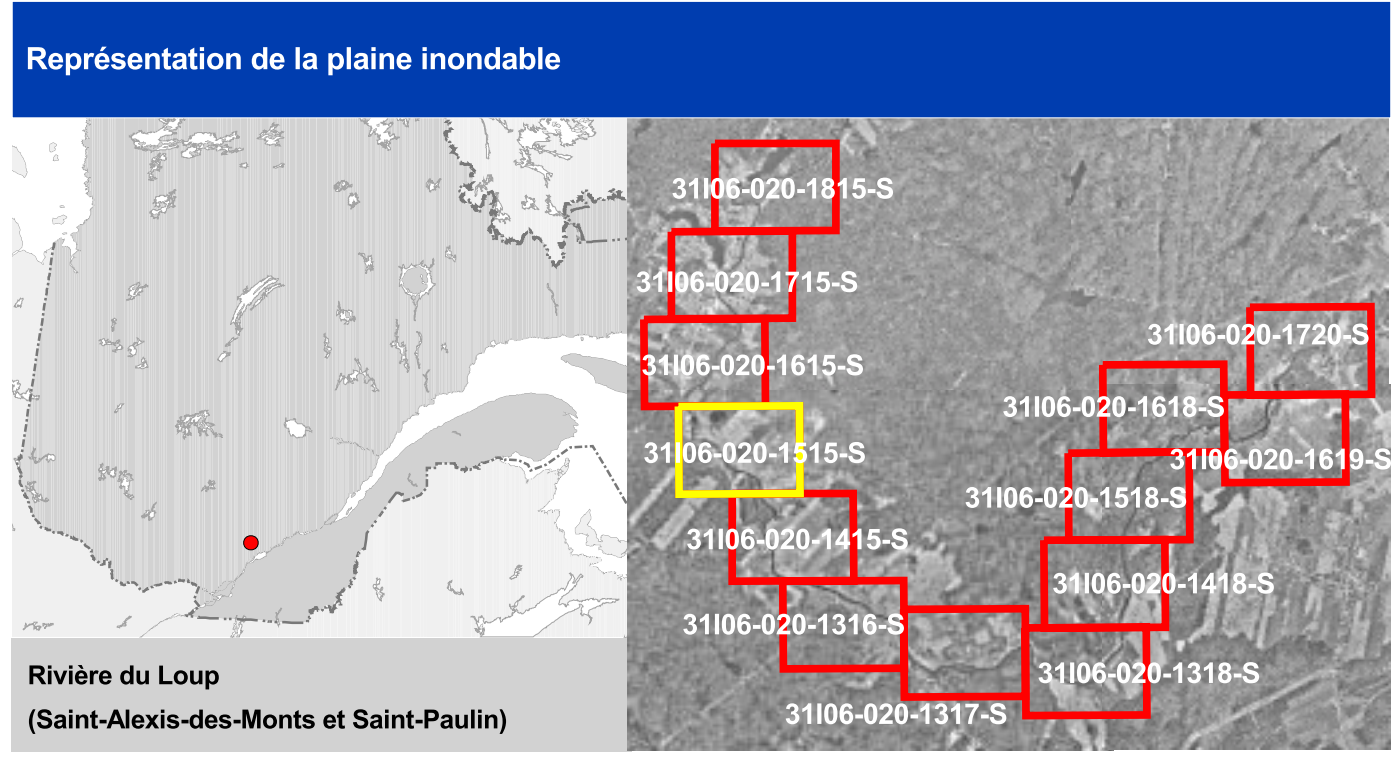 Représentation de la plaine inondable
31I06-020-1815-S
31I06-020-1715-S
31I06-020-1720-S
31I06-020-1615-S
31I06-020-1618-S
31I06-020-1515-S
31I06-020-1619-S
31I06-020-1518-S
31I06-020-1415-S
31I06-020-1418-S
31I06-020-1316-S
31I06-020-1318-S
31I06-020-1317-S
Rivière du Loup
(Saint-Alexis-des-Monts et Saint-Paulin)